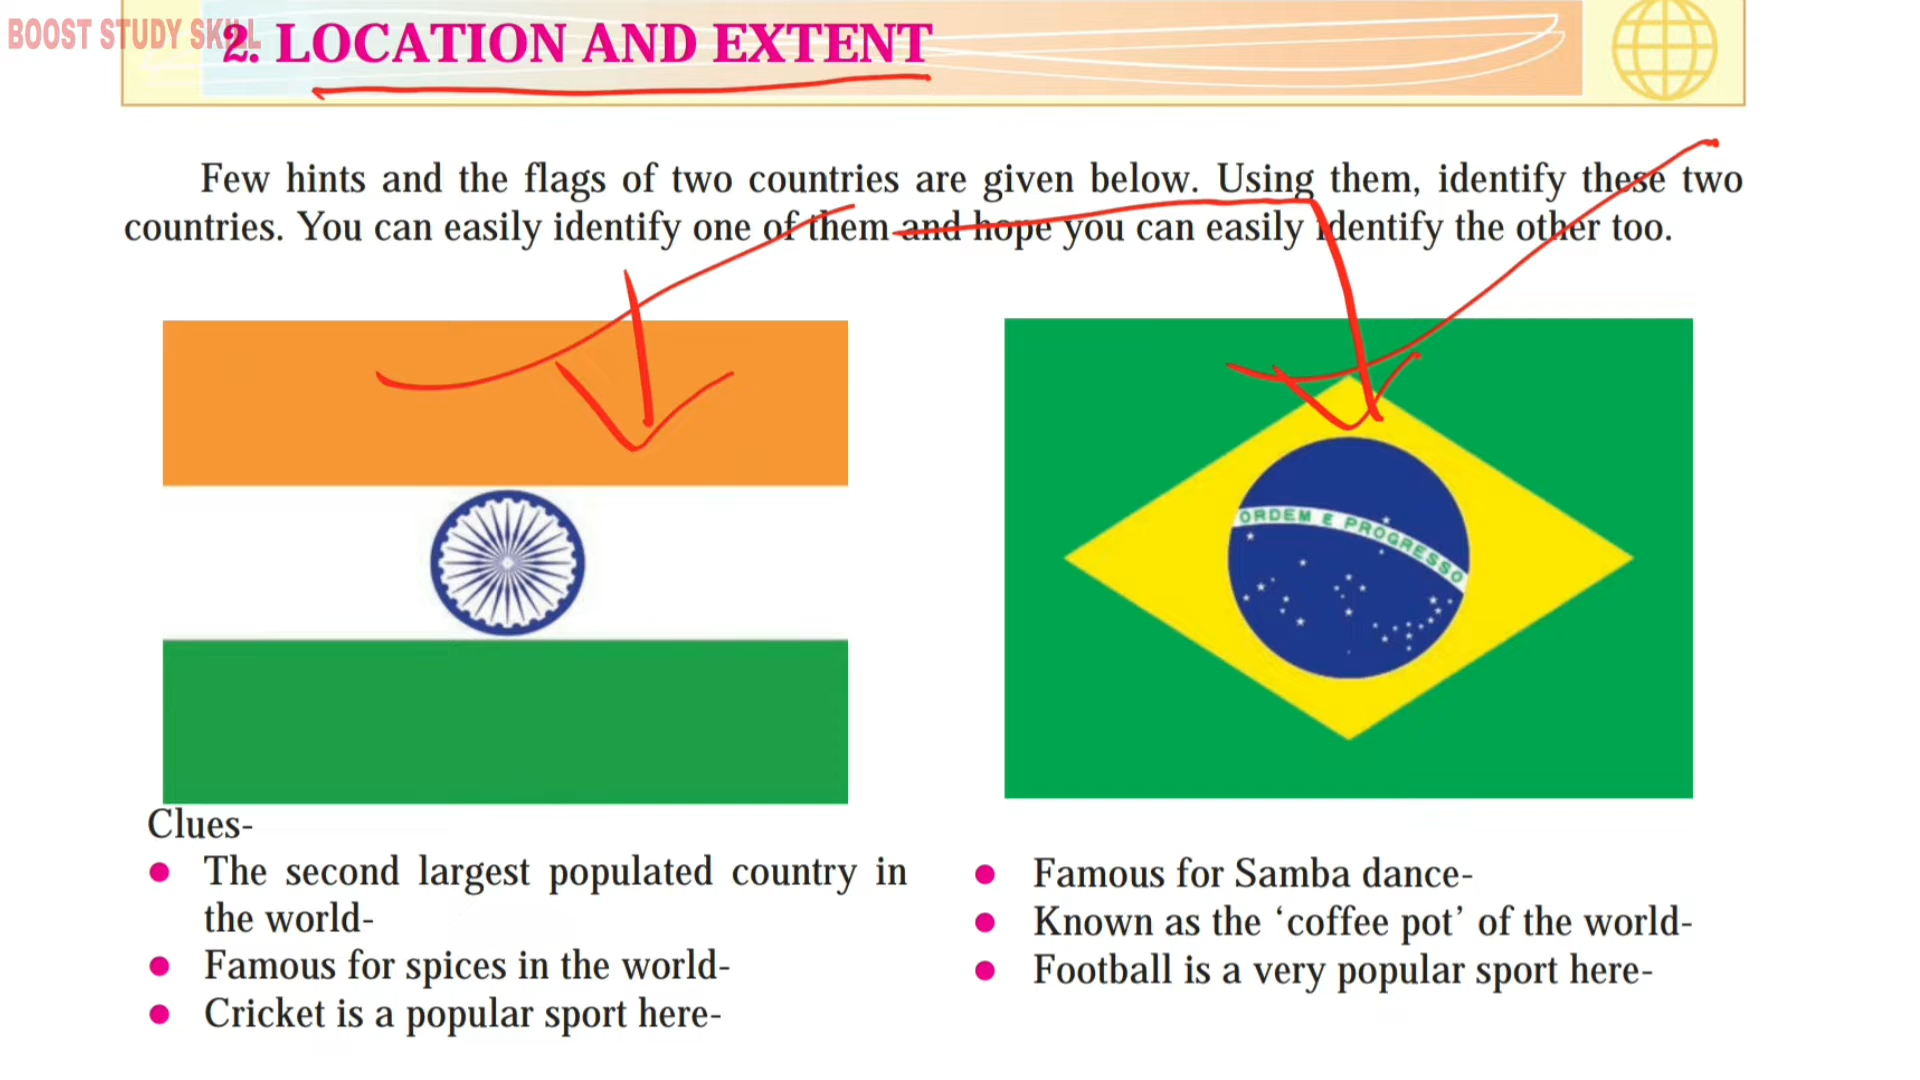 BOOST STUDY SKILL
2. LOCATION AND EXTENT
Few hints and the flags of two countries are given below. Using them, identify these two
countries. You can easily identify one of them and hope you can easily identify the other too.
ORDEM E PROGRESSO
Clues-
The second largest populated country in
the world-
Famous for spices in the world-
Cricket is a popular sport here-
Famous for Samba dance-
Known as the ‘coffee pot’ of the world-
Football is a very popular sport here-